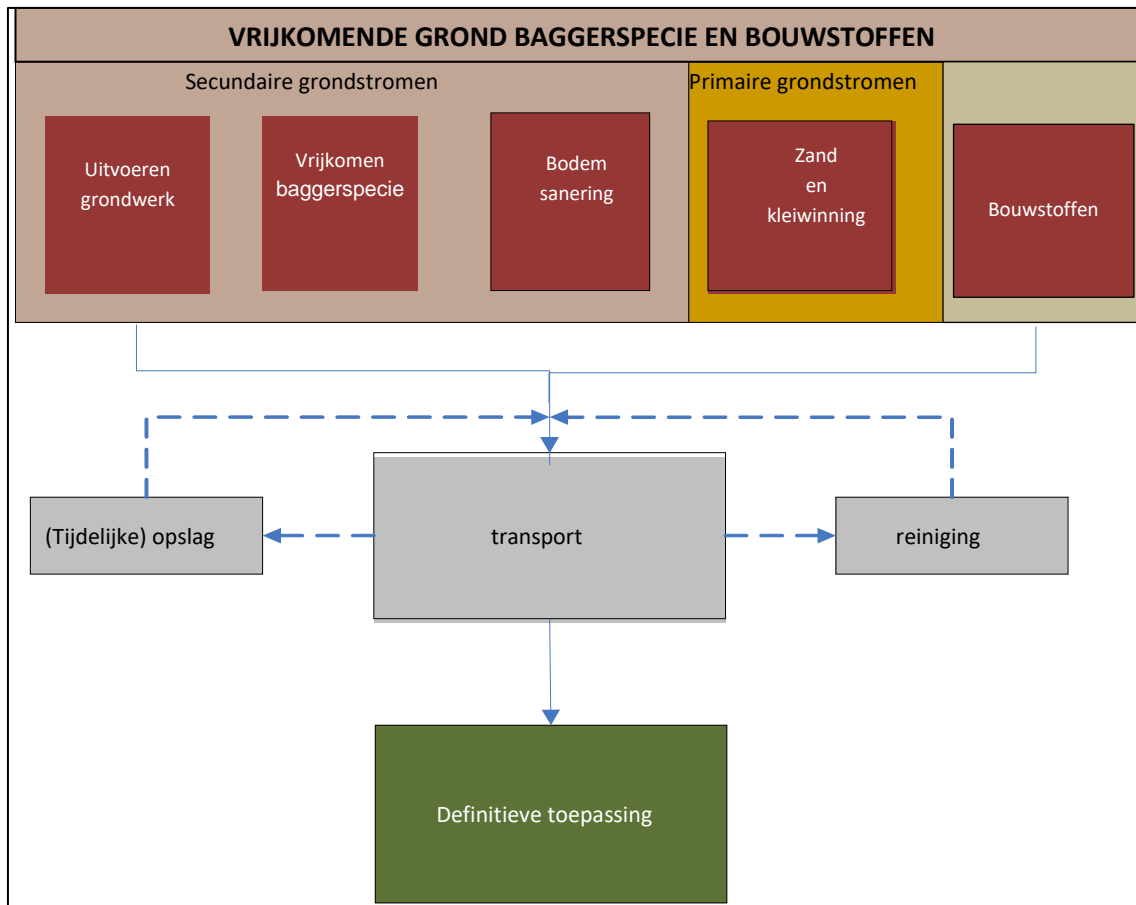 VRIJKOMENDE GROND BAGGERSPECIE EN BOUWSTOFFEN
Secundaire grondstromen
Primaire grondstromen
Uitvoeren
grondwerk
Vrijkomen
baggerspecie
Bodem
sanering
Zand
en
kleiwinning
Bouwstoffen
(Tijdelijke) opslag
transport
reiniging
Definitieve toepassing